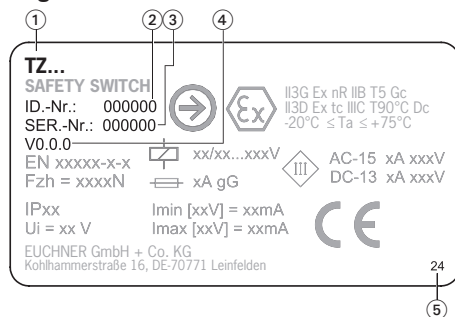 1 2 3 4
TZ...
SAFETY SWITCH
ID.-Nr.: 000000
SER.-Nr.: 000000
V0.0.0
EN xxxxx-x-x
Fzh = xxxxN
IPxx
Ui = xx V
xx/xx...xxxV
xA gG
Imin [xxV] = xxmA
Imax [xxV] = xxmA
Ex
II3G Ex nR IIB T5 Gc
II3D Ex tc IIIC T90°C Dc
-20°C ≤Ta ≤+75°C
III
AC-15 xA xxxV
DC-13 xA xxxV
CE
EUCHNER GmbH + Co. KG
Kohlhammerstraße 16, DE-70771 Leinfelden
24
5